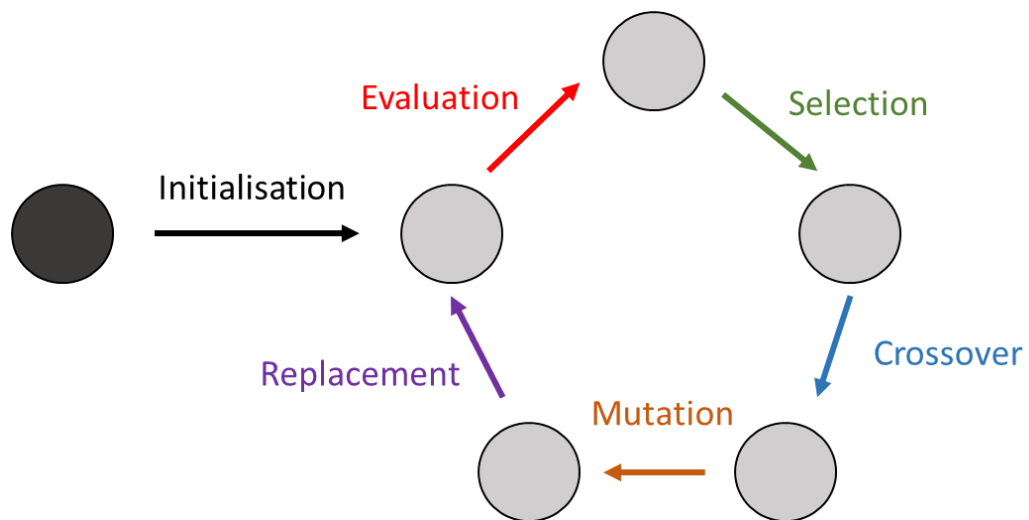 Evaluation
Selection
Initialisation
Crossover
Replacement
Mutation